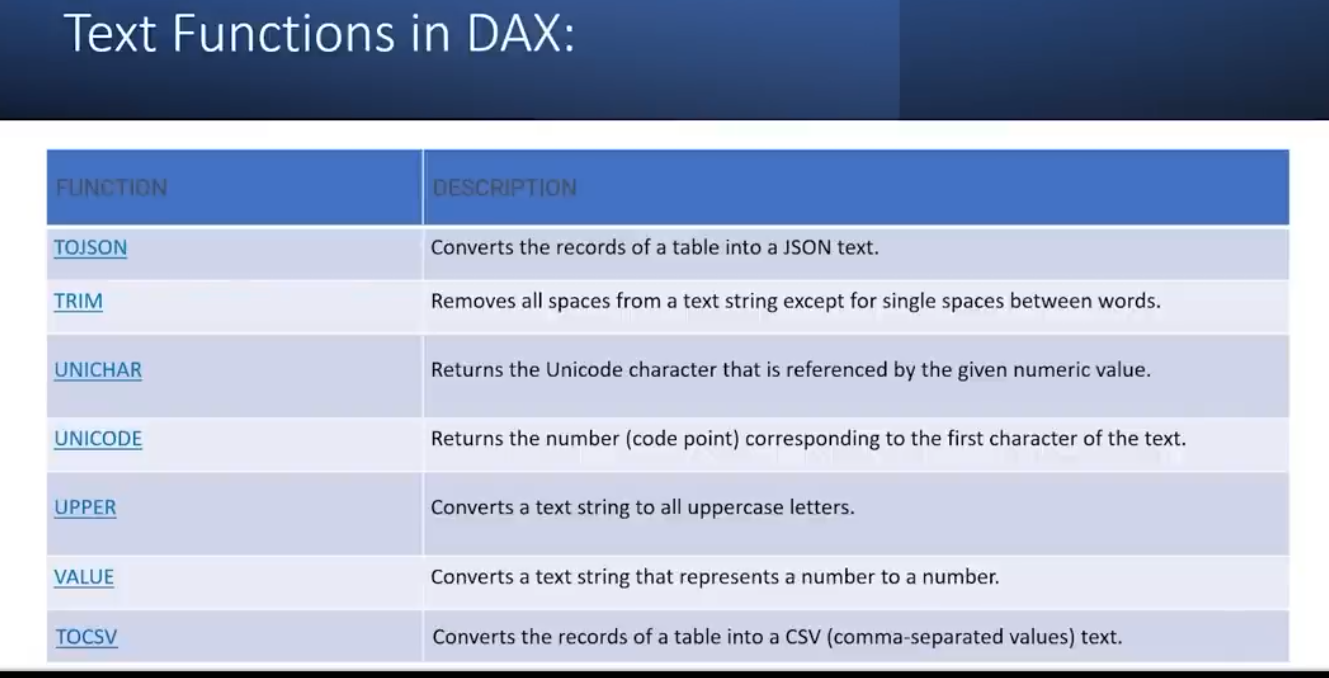 Text Functions in DAX:
FUNCTION DESCRIPTION
TOJSON Converts the records of a table into a JSON text.
TRIM Removes all spaces from a text string except for single spaces between words.
UNICHAR Returns the Unicode character that is referenced by the given numeric value.
UNICODE Returns the number (code point) corresponding to the first character of the text.
UPPER Converts a text string to all uppercase letters.
VALUE Converts a text string that represents a number to a number.
TOCSV Converts the records of a table into a CSV (comma-separated values) text.